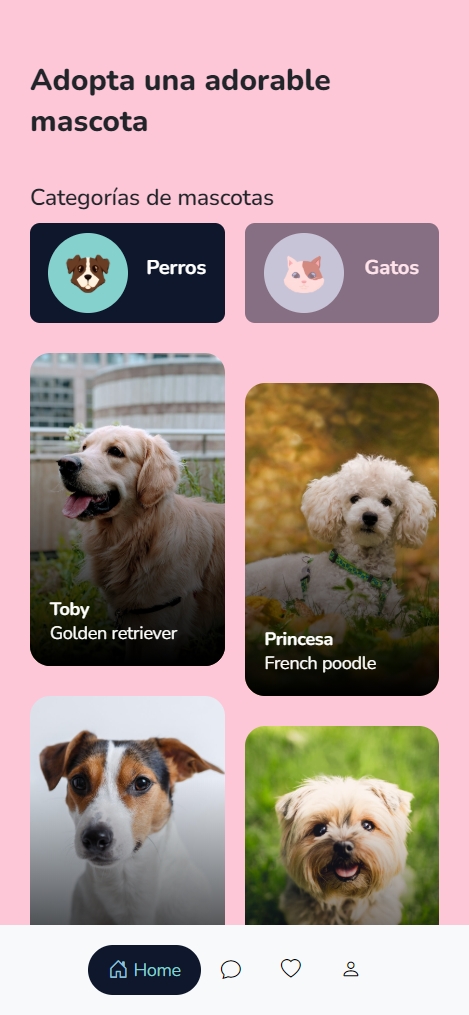 Adopta una adorable
mascota
Categorías de mascotas
Perros
Gatos
Toby
Golden retriever
Princesa
French poodle
Home